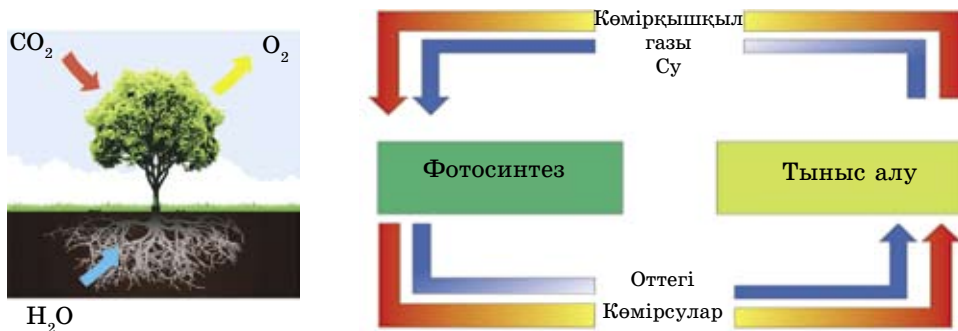 CO₂
O₂
H₂O
Көмірқышқыл
газы
Су
Фотосинтез
Тыныс алу
Оттегі
Көмірсулар